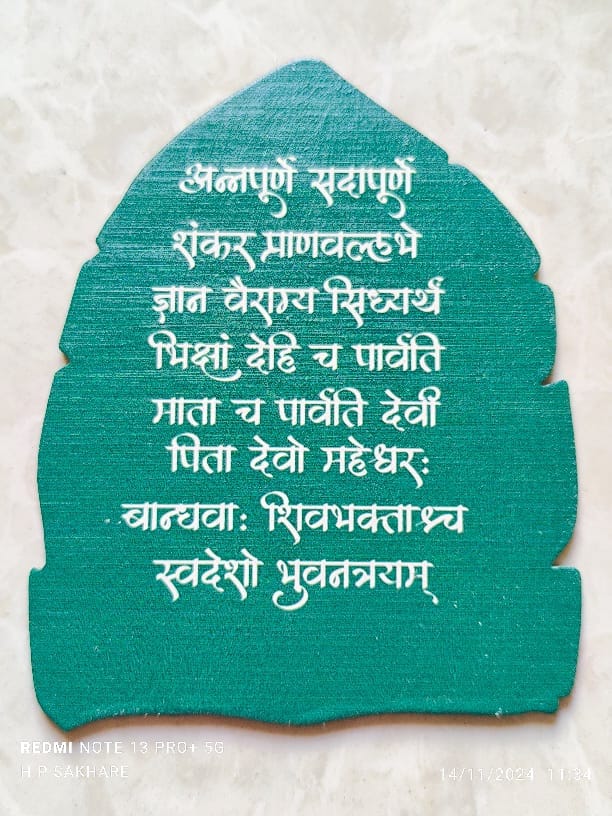 अन्नपूर्णे सदापूर्णे
शंकर प्राणवल्लभे
ज्ञान वैराग्य सिध्यर्थं
भिक्षां देहि च पार्वति
माता च पार्वति देवी
पिता देवो महेश्वरः
बान्धवाः शिवभक्ताश्च
स्वदेशो भुवनत्रयम्
REDMI NOTE 13 PRO+ 5G
H P SAKHARE
14/11/2024 11:34